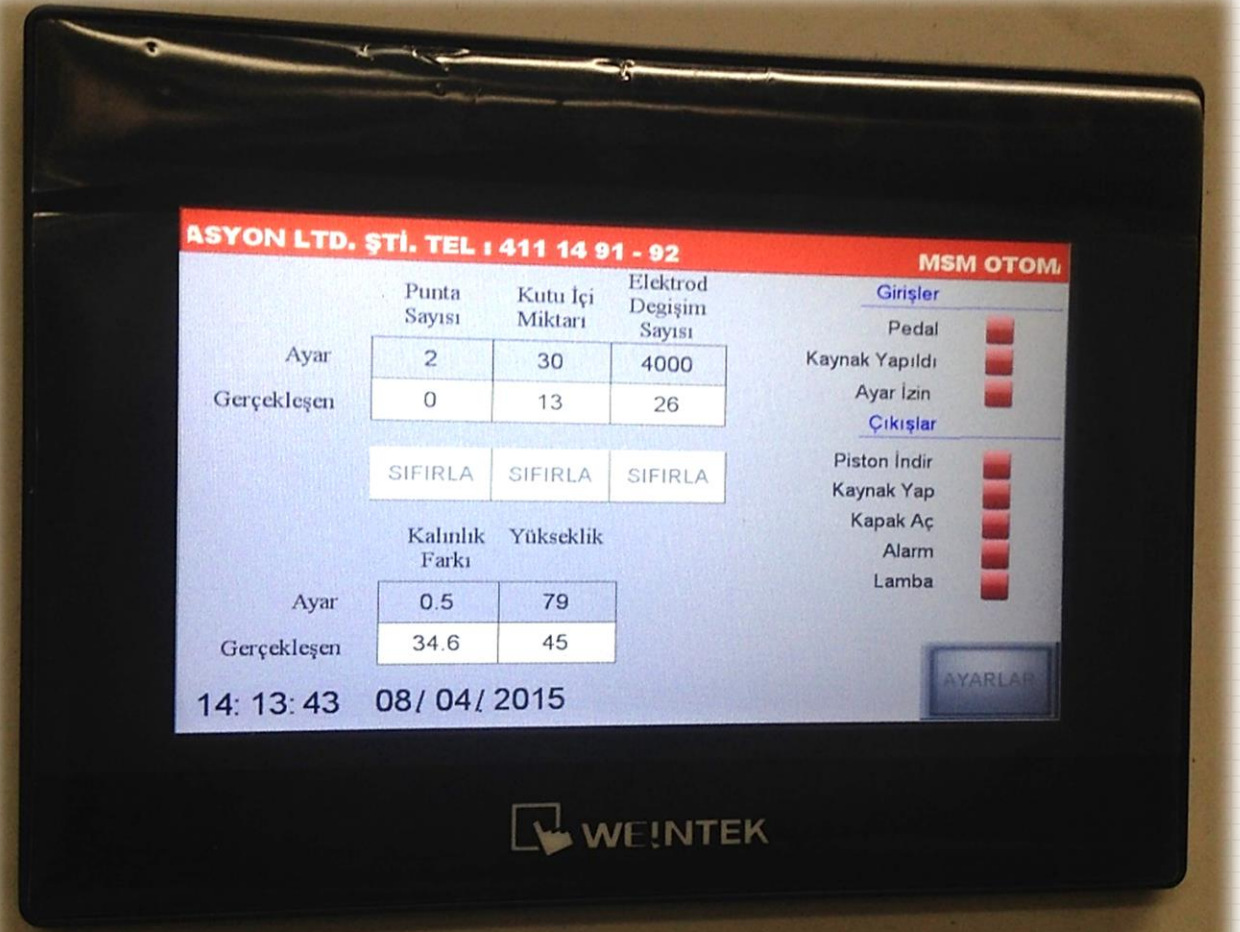 ASYON LTD. ŞTİ. TEL : 411 14 91 - 92 MSM OTOMA
Punta Sayısı
Kutu İçi Miktarı
Elektrod Degişim Sayısı
Ayar 2 30 4000
Gerçekleşen 0 13 26
SIFIRLA SIFIRLA SIFIRLA
Kalınlık Farkı
Yükseklik
Ayar 0.5 79
Gerçekleşen 34.6 45
14: 13: 43 08/ 04/ 2015
Girişler
Pedal
Kaynak Yapıldı
Ayar İzin
Çıkışlar
Piston İndir
Kaynak Yap
Kapak Aç
Alarm
Lamba
AYARLAR
WE!NTEK